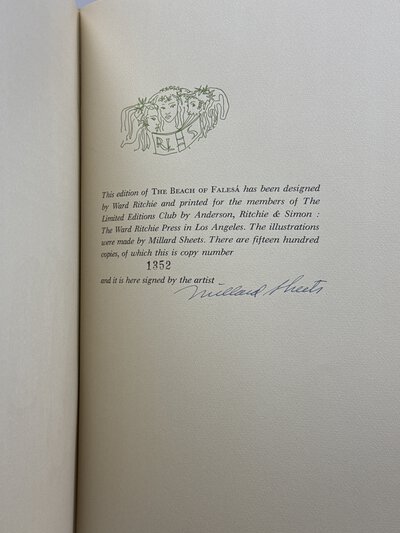 RLS
This edition of THE BEACH OF FALESÁ has been designed
by Ward Ritchie and printed for the members of The
Limited Editions Club by Anderson, Ritchie & Simon :
The Ward Ritchie Press in Los Angeles. The illustrations
were made by Millard Sheets. There are fifteen hundred
copies, of which this is copy number
1352
and it is here signed by the artist Millard Sheets